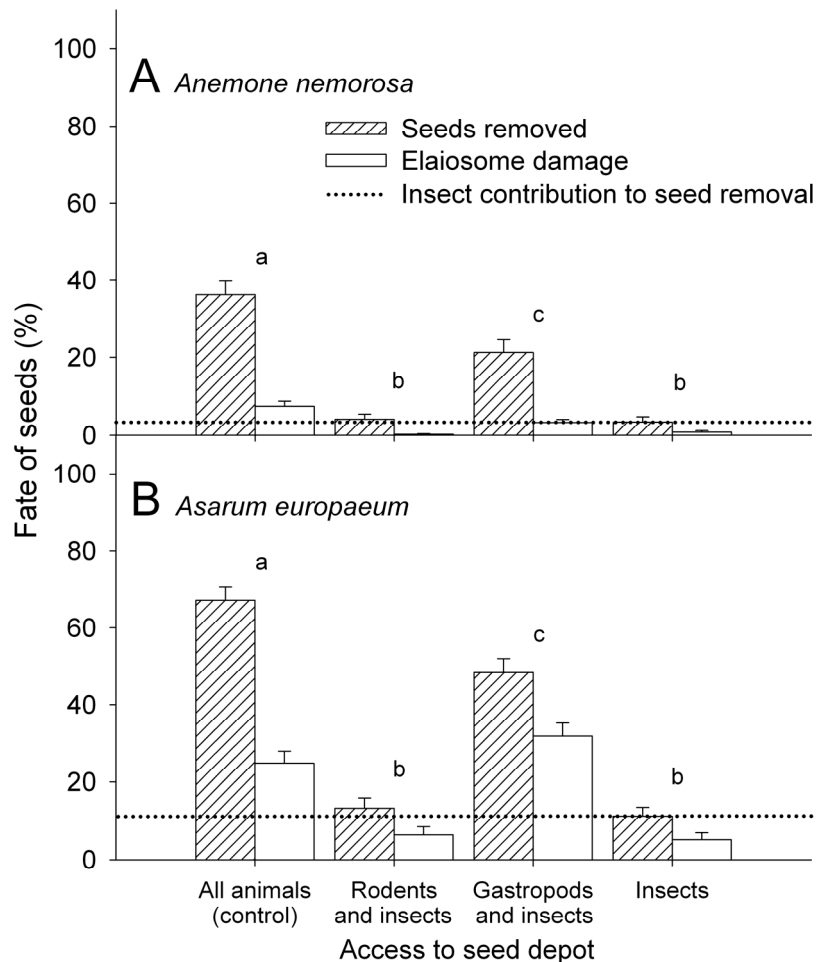 100
A Anemone nemorosa
80
Seeds removed
Elaiosome damage
60
Insect contribution to seed removal
40
a
20
c
b
b
0
Fate of seeds (%)
100
B Asarum europaeum
80
a
60
c
40
20
b
b
0
All animals
(control)
Rodents
and insects
Gastropods
and insects
Insects
Access to seed depot